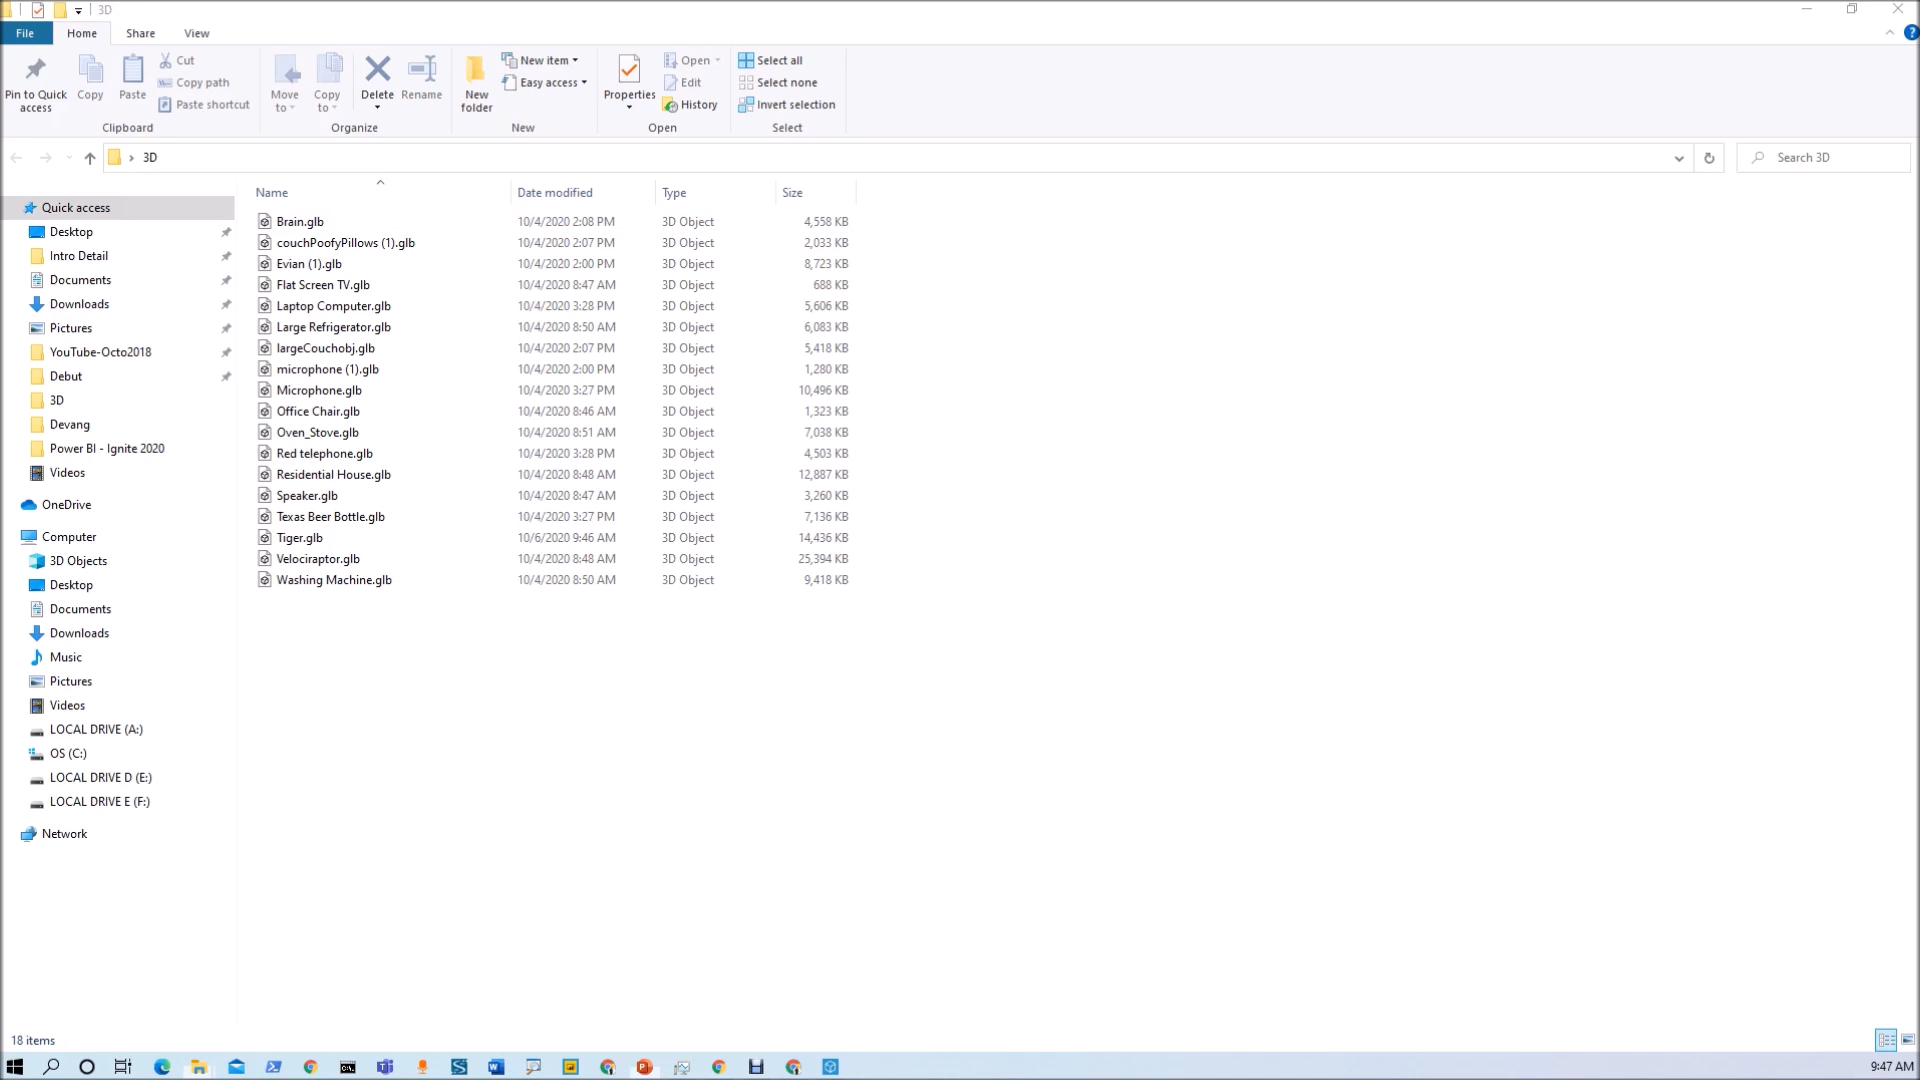 3D
File Home Share View
Pin to Quick access
Copy
Paste
Cut
Copy path
Paste shortcut
Clipboard
Move to
Copy to
Delete
Rename
Organize
New folder
New item
Easy access
New
Properties
Open
Edit
History
Open
Select all
Select none
Invert selection
Select
3D
Search 3D
Name Date modified Type Size
Quick access
Desktop
Intro Detail
Documents
Downloads
Pictures
YouTube-Octo2018
Debut
3D
Devang
Power BI - Ignite 2020
Videos
OneDrive
Computer
3D Objects
Desktop
Documents
Downloads
Music
Pictures
Videos
LOCAL DRIVE (A:)
OS (C:)
LOCAL DRIVE D (E:)
LOCAL DRIVE E (F:)
Network
Brain.glb 10/4/2020 2:08 PM 3D Object 4,558 KB
couchPoofyPillows (1).glb 10/4/2020 2:07 PM 3D Object 2,033 KB
Evian (1).glb 10/4/2020 2:00 PM 3D Object 8,723 KB
Flat Screen TV.glb 10/4/2020 8:47 AM 3D Object 688 KB
Laptop Computer.glb 10/4/2020 3:28 PM 3D Object 5,606 KB
Large Refrigerator.glb 10/4/2020 8:50 AM 3D Object 6,083 KB
largeCouchobj.glb 10/4/2020 2:07 PM 3D Object 5,418 KB
microphone (1).glb 10/4/2020 2:00 PM 3D Object 1,280 KB
Microphone.glb 10/4/2020 3:27 PM 3D Object 10,496 KB
Office Chair.glb 10/4/2020 8:46 AM 3D Object 1,323 KB
Oven_Stove.glb 10/4/2020 8:51 AM 3D Object 7,038 KB
Red telephone.glb 10/4/2020 3:28 PM 3D Object 4,503 KB
Residential House.glb 10/4/2020 8:48 AM 3D Object 12,887 KB
Speaker.glb 10/4/2020 8:47 AM 3D Object 3,260 KB
Texas Beer Bottle.glb 10/4/2020 3:27 PM 3D Object 7,136 KB
Tiger.glb 10/6/2020 9:46 AM 3D Object 14,436 KB
Velociraptor.glb 10/4/2020 8:48 AM 3D Object 25,394 KB
Washing Machine.glb 10/4/2020 8:50 AM 3D Object 9,418 KB
18 items
9:47 AM